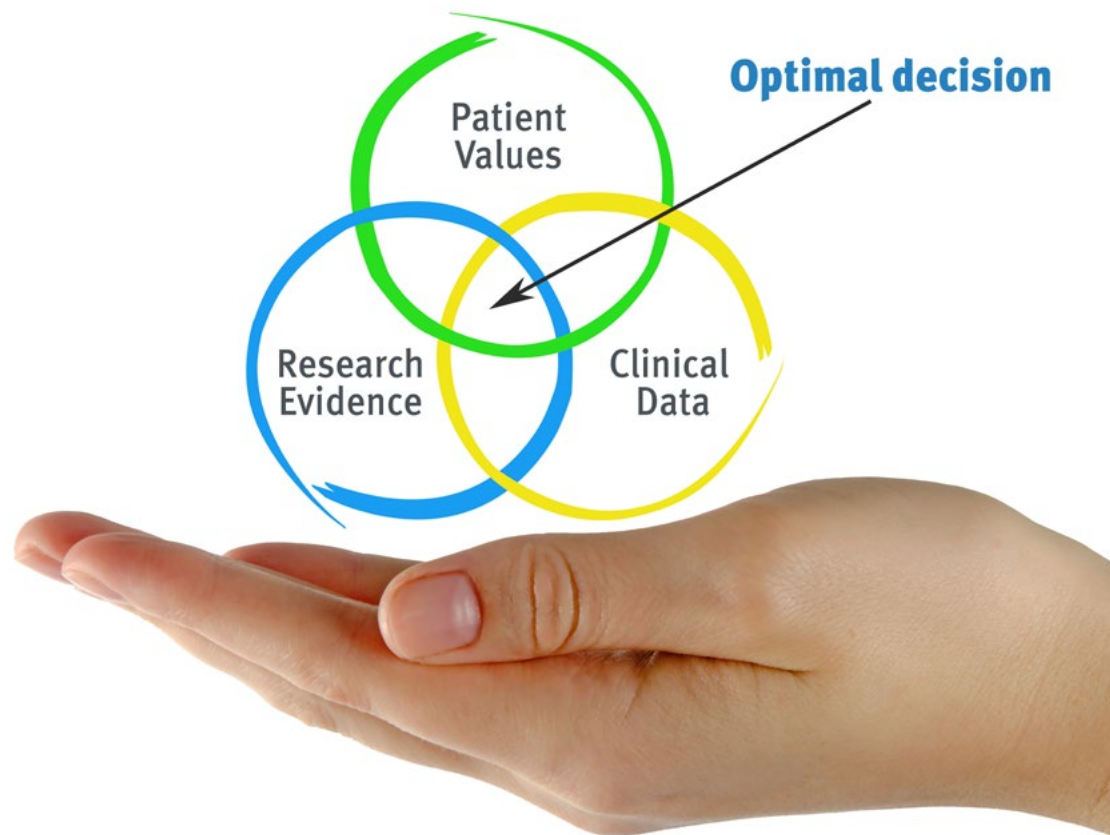 Optimal decision
Patient
Values
Research
Evidence
Clinical
Data